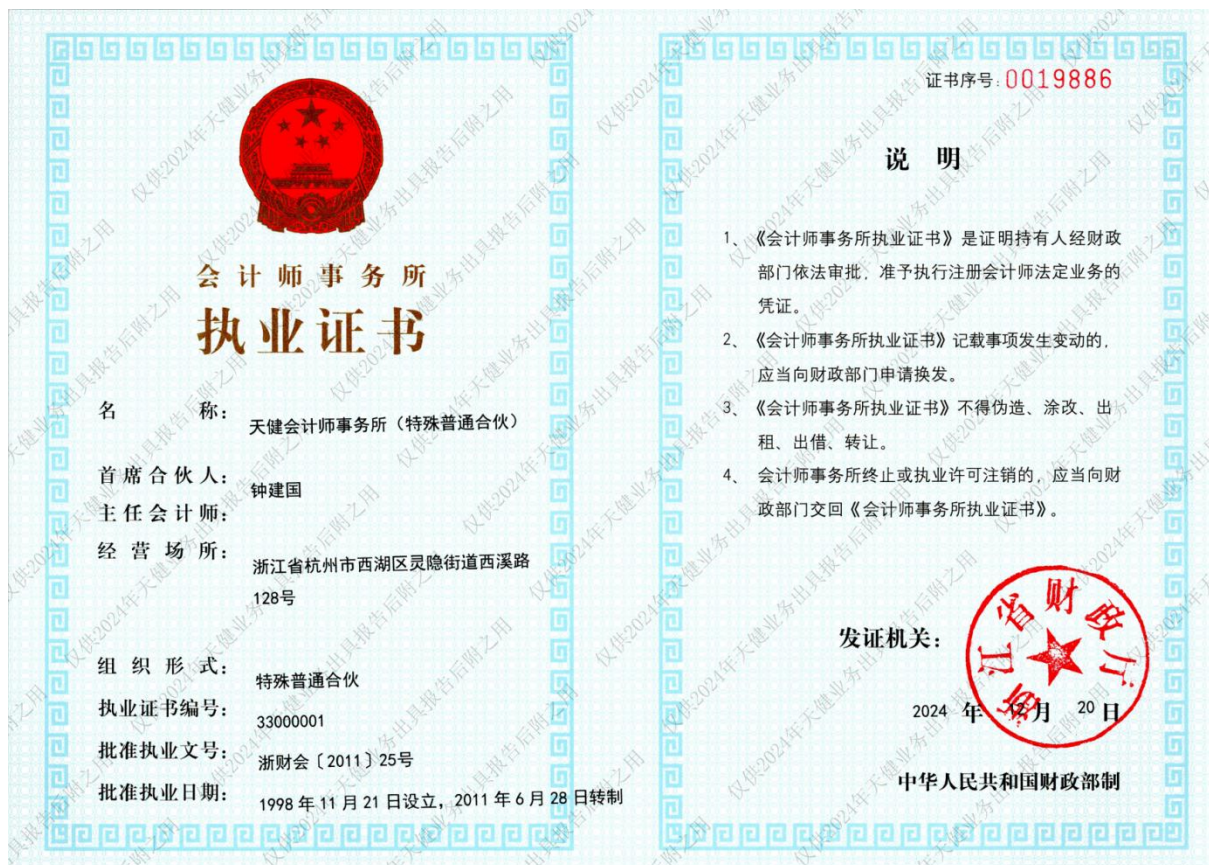 会计师事务所
执业证书
名称：
天健会计师事务所（特殊普通合伙）
首席合伙人：
钟建国
主任会计师：
经营场所：
浙江省杭州市西湖区灵隐街道西溪路
128号
组织形式：
特殊普通合伙
执业证书编号：
33000001
批准执业文号：
浙财会〔2011〕25号
批准执业日期：
1998年11月21日设立，2011年6月28日转制
证书序号：0019886
说明
1、《会计师事务所执业证书》是证明持有人经财政
部门依法审批，准予执行注册会计师法定业务的
凭证。
2、《会计师事务所执业证书》记载事项发生变动的，
应当向财政部门申请换发。
3、《会计师事务所执业证书》不得伪造、涂改、出
租、出借、转让。
4、会计师事务所终止或执业许可注销的，应当向财
政部门交回《会计师事务所执业证书》。
发证机关：
浙江省财政厅
2024年12月20日
中华人民共和国财政部制
仅供2024年天健业务出具报告后附之用